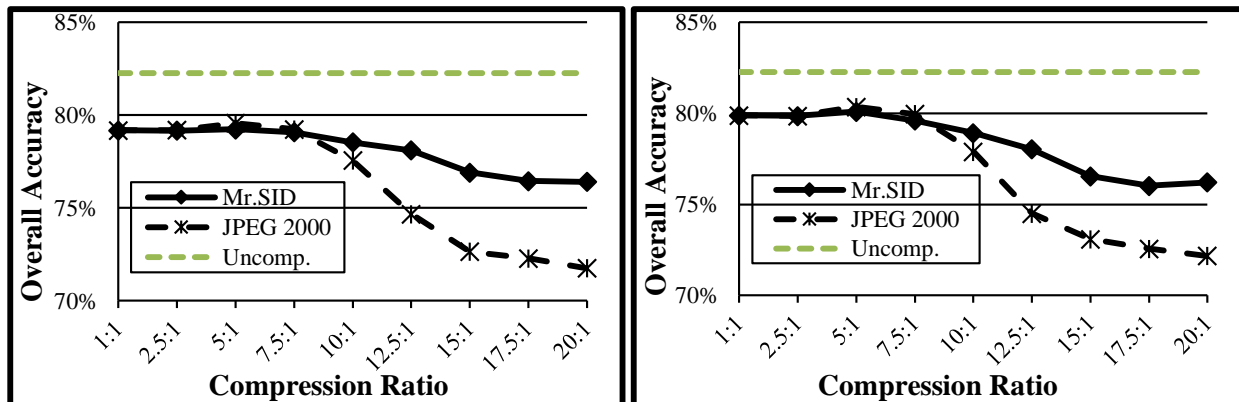 85%
80%
75%
70%
Overall Accuracy
Mr.SID
JPEG 2000
Uncomp.
1:1
2.5:1
5:1
7.5:1
10:1
12.5:1
15:1
17.5:1
20:1
Compression Ratio
85%
80%
75%
70%
Overall Accuracy
Mr.SID
JPEG 2000
Uncomp.
1:1
2.5:1
5:1
7.5:1
10:1
12.5:1
15:1
17.5:1
20:1
Compression Ratio